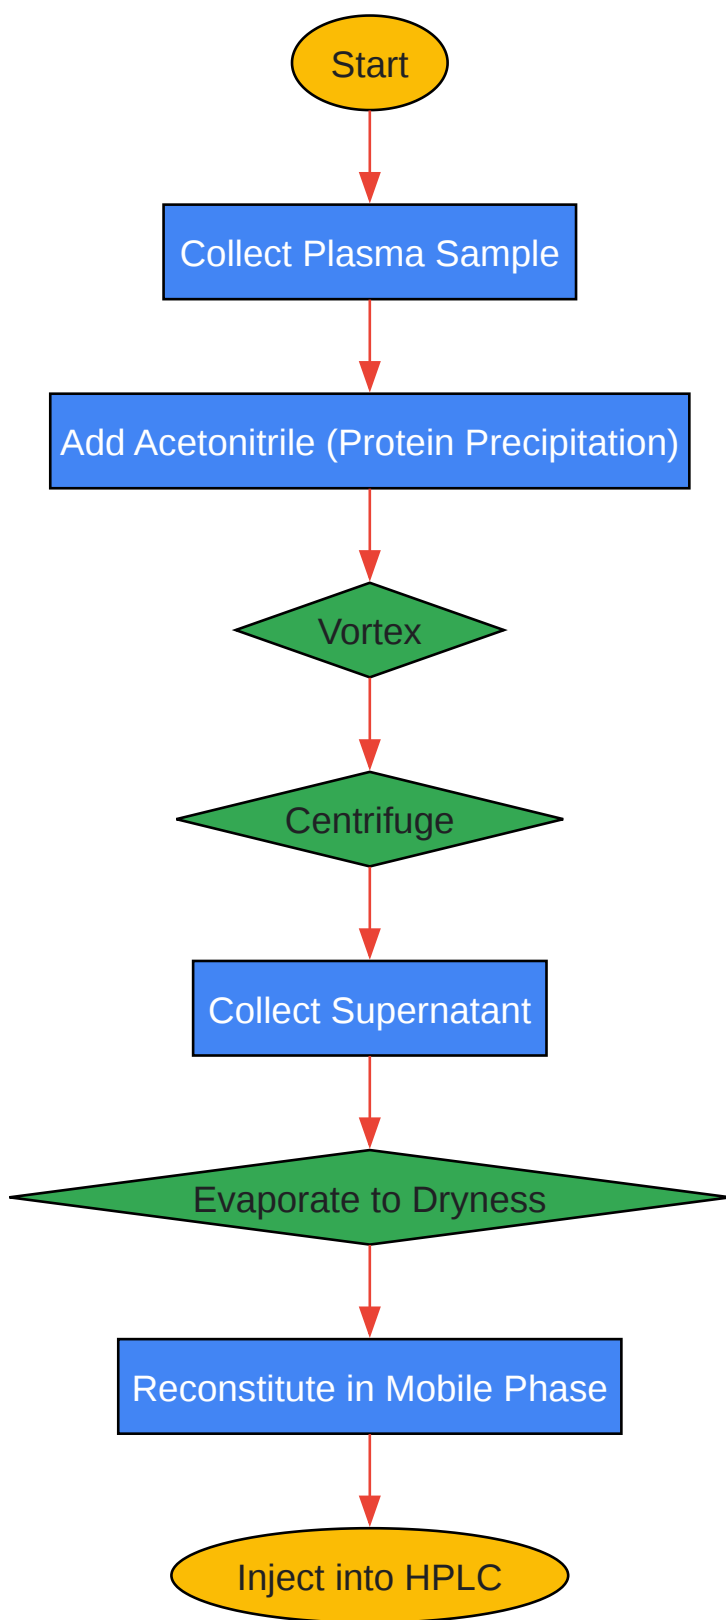 Start
Collect Plasma Sample
Add Acetonitrile (Protein Precipitation)
Vortex
Centrifuge
Collect Supernatant
Evaporate to Dryness
Reconstitute in Mobile Phase
Inject into HPLC